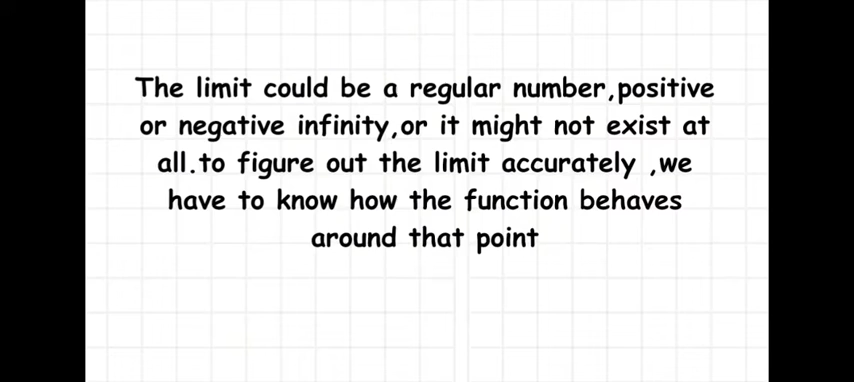 The limit could be a regular number,positive
or negative infinity,or it might not exist at
all.to figure out the limit accurately ,we
have to know how the function behaves
around that point